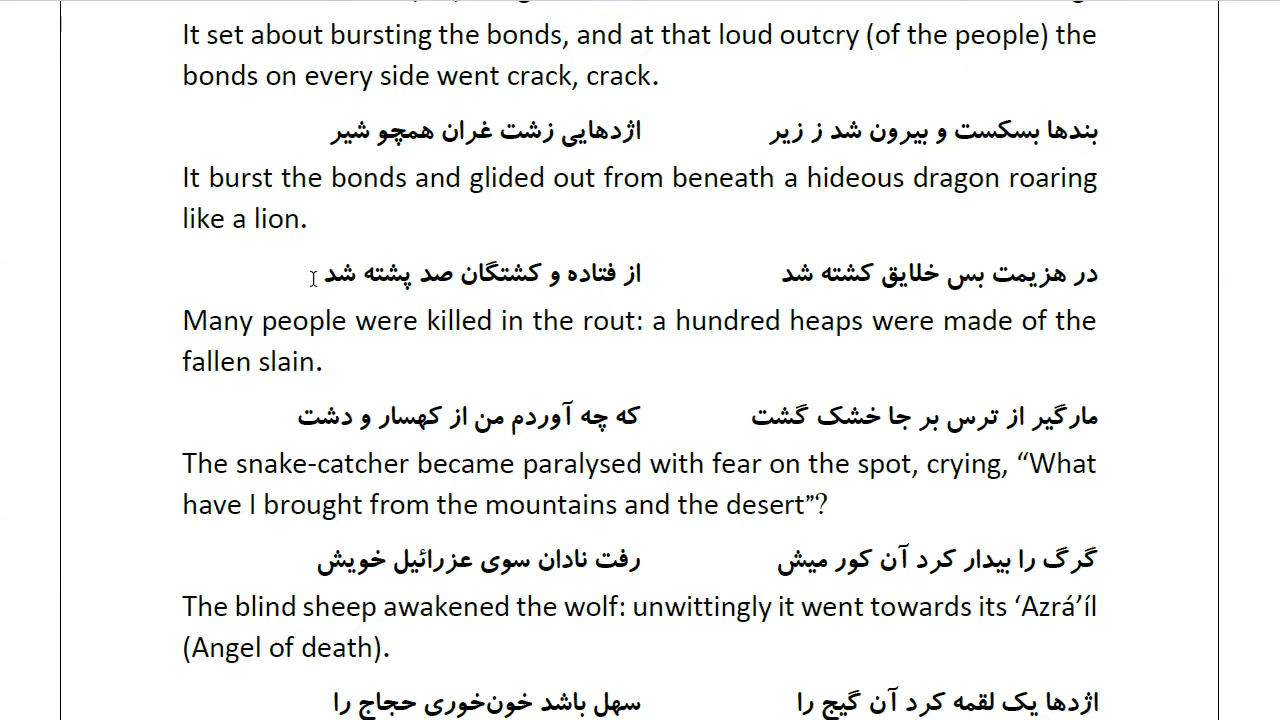 It set about bursting the bonds, and at that loud outcry (of the people) the
bonds on every side went crack, crack.
بندها بسکست و بیرون شد ز زیر اژدهایی زشت غران همچو شیر
It burst the bonds and glided out from beneath a hideous dragon roaring
like a lion.
در هزیمت بس خلایق کشته شد از فتاده و کشتگان صد پشته شد
Many people were killed in the rout: a hundred heaps were made of the
fallen slain.
مارگیر از ترس بر جا خشک گشت که چه آوردم من از کهسار و دشت
The snake-catcher became paralysed with fear on the spot, crying, “What
have I brought from the mountains and the desert”?
گرگ را بیدار کرد آن کور میش رفت نادان سوی عزرائیل خویش
The blind sheep awakened the wolf: unwittingly it went towards its ‘Azrá’íl
(Angel of death).
اژدها یک لقمه کرد آن گیج را سهل باشد خون‌خوری حجاج را